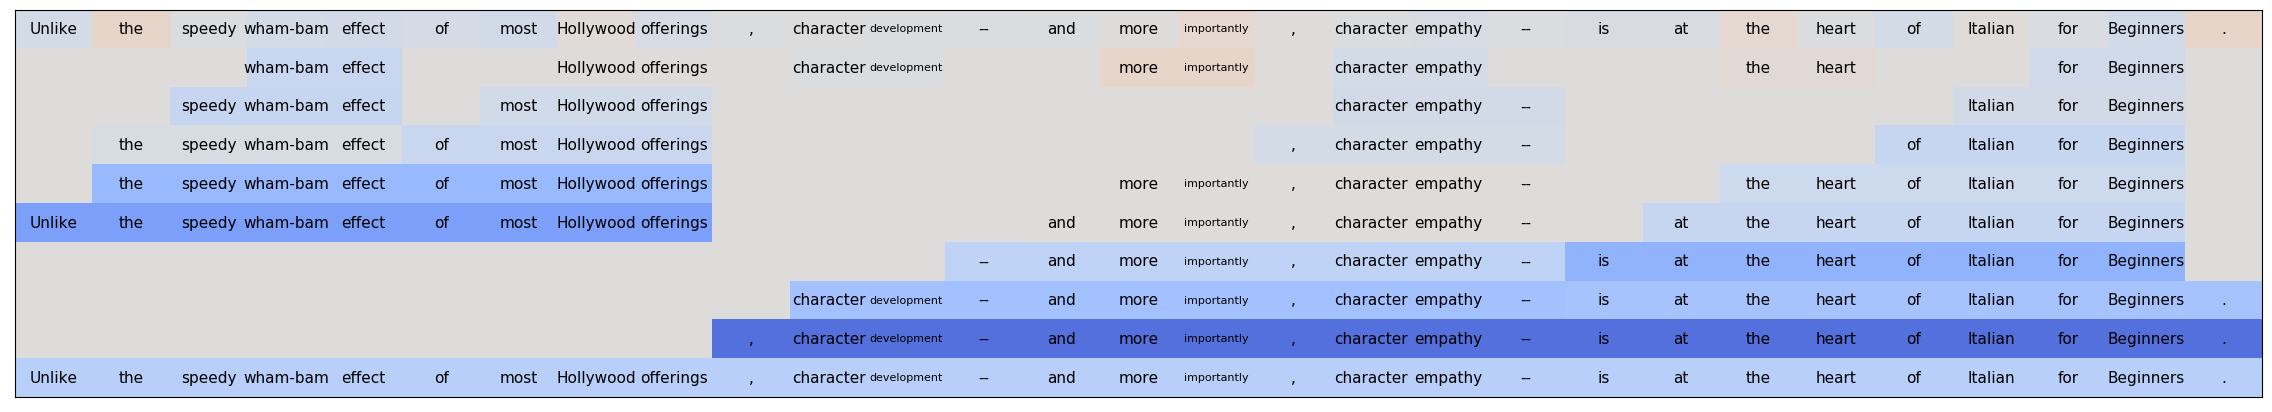 Unlike the speedy wham-bam effect of most Hollywood offerings , character development -- and more importantly , character empathy -- is at the heart of Italian for Beginners .
wham-bam effect Hollywood offerings character development more importantly character empathy the heart for Beginners
speedy wham-bam effect most Hollywood offerings character empathy -- Italian for Beginners
the speedy wham-bam effect of most Hollywood offerings , character empathy -- of Italian for Beginners
the speedy wham-bam effect of most Hollywood offerings more importantly , character empathy -- the heart of Italian for Beginners
Unlike the speedy wham-bam effect of most Hollywood offerings and more importantly , character empathy -- at the heart of Italian for Beginners
-- and more importantly , character empathy -- is at the heart of Italian for Beginners
character development -- and more importantly , character empathy -- is at the heart of Italian for Beginners .
, character development -- and more importantly , character empathy -- is at the heart of Italian for Beginners .
Unlike the speedy wham-bam effect of most Hollywood offerings , character development -- and more importantly , character empathy -- is at the heart of Italian for Beginners .